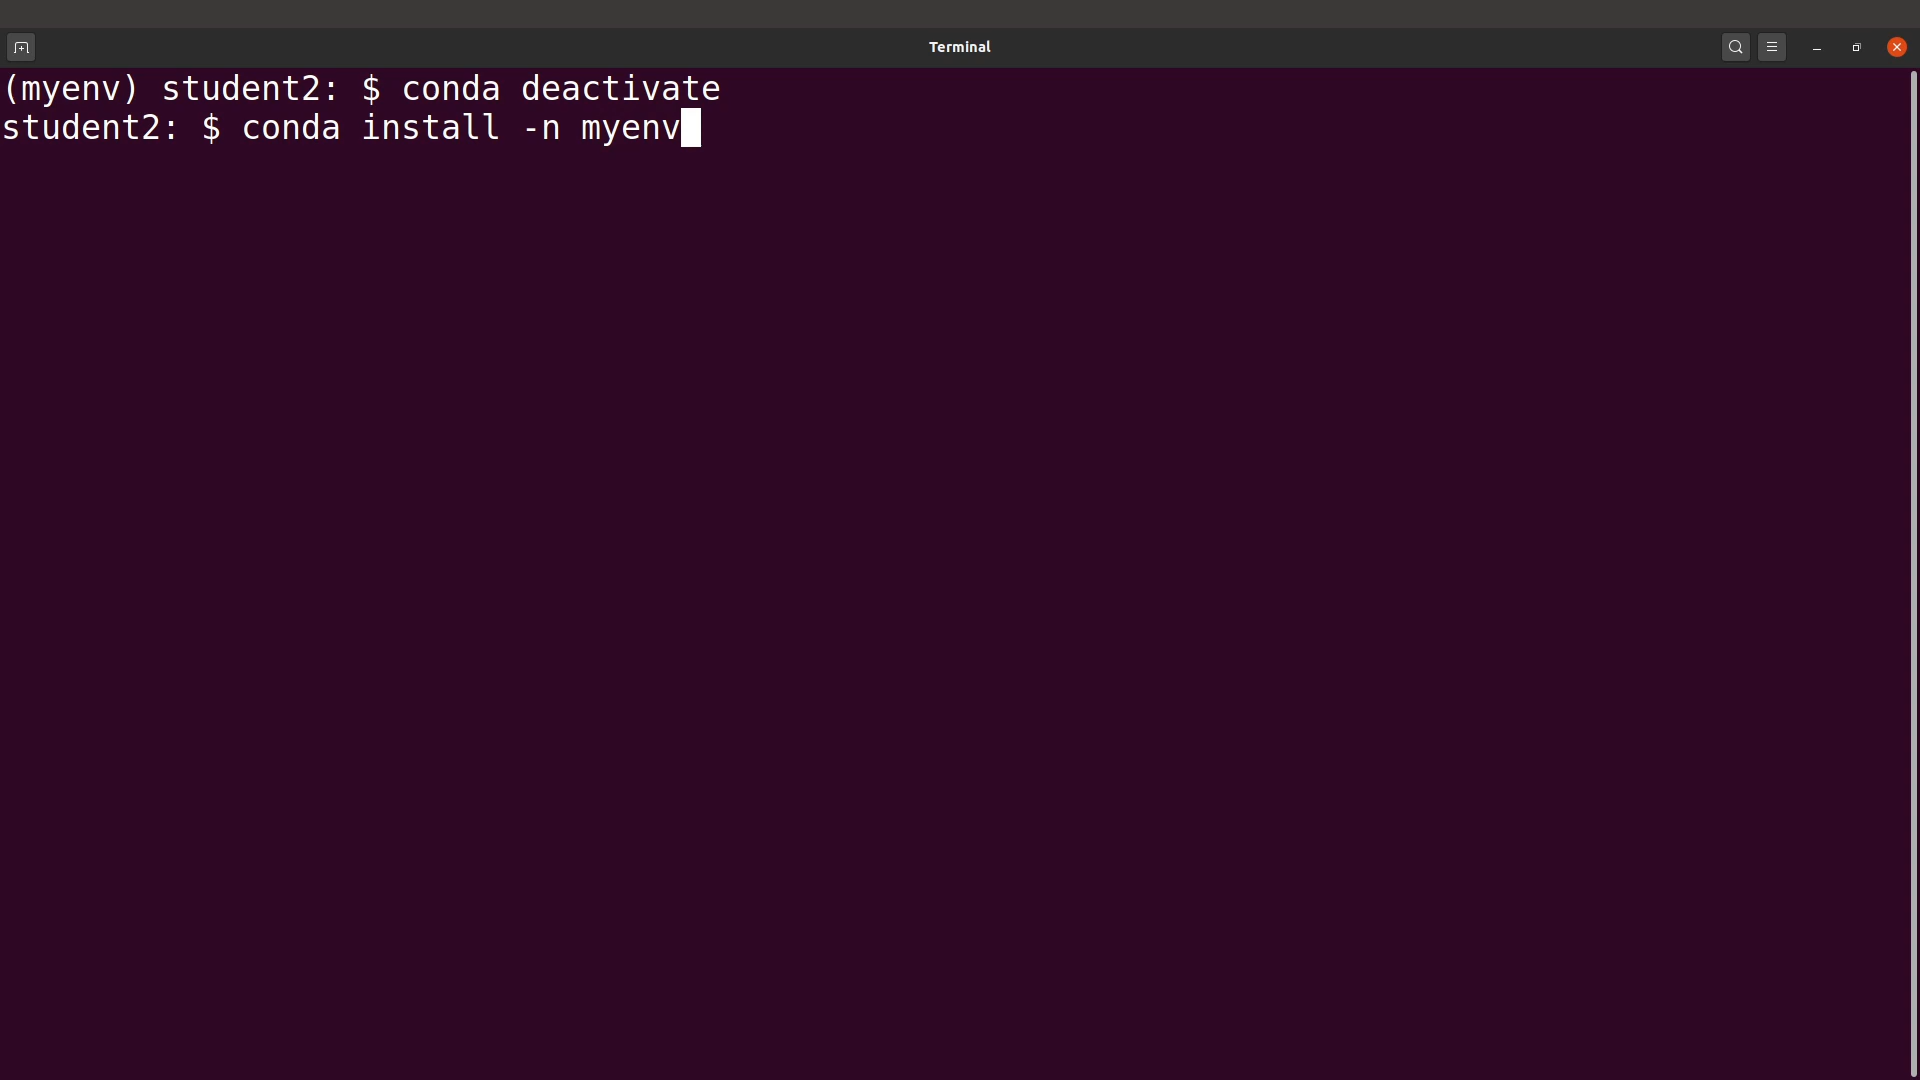 Terminal
(myenv) student2: $ conda deactivate
student2: $ conda install -n myenv